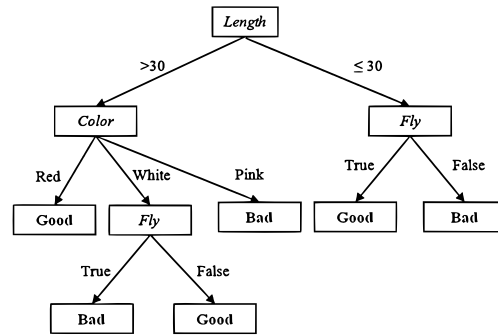 Length
>30
≤ 30
Color
Fly
Red
White
Pink
True
False
Good
Fly
Bad
Good
Bad
True
False
Bad
Good